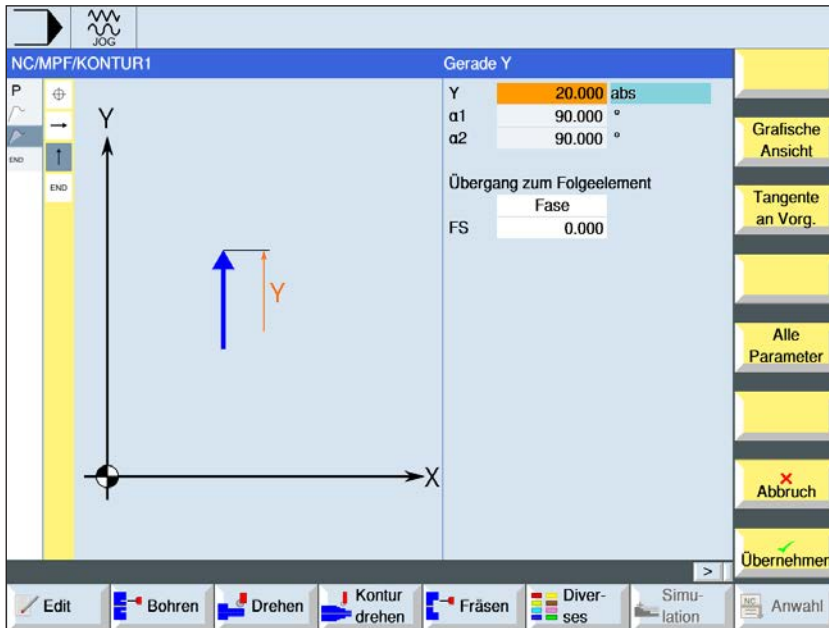 JOG
NC/MPF/KONTUR1
Gerade Y
P
END
END
Y
Y
X
Y 20.000 abs
α1 90.000 °
α2 90.000 °
Übergang zum Folgeelement
Fase
FS 0.000
Grafische
Ansicht
Tangente
an Vorg.
Alle
Parameter
Abbruch
Übernehmen
>
Edit
Bohren
Drehen
Kontur
drehen
Fräsen
Diver-
ses
Simu-
lation
NC
Anwahl